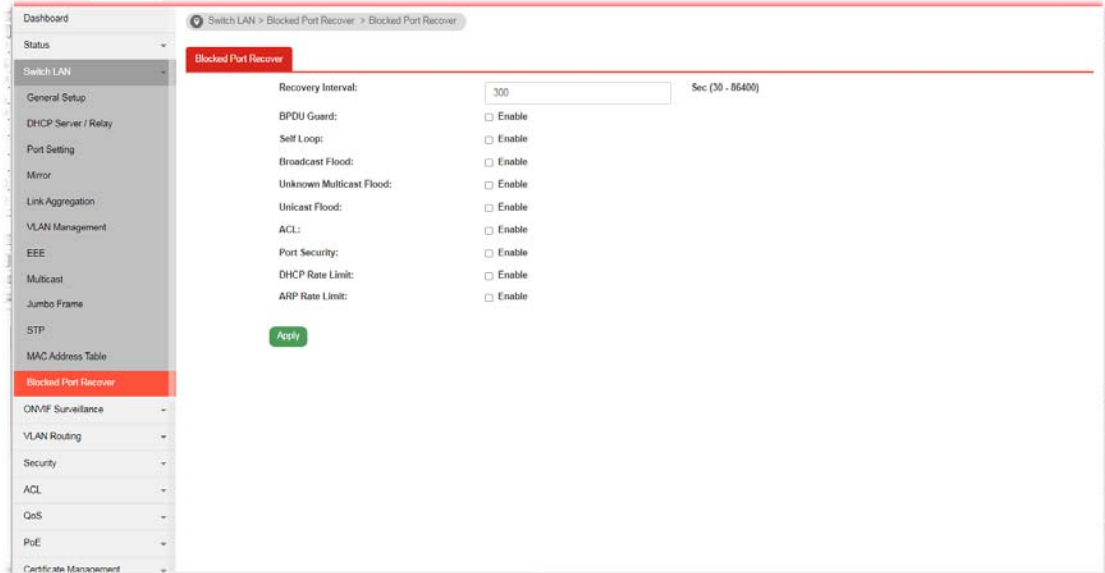 Dashboard
Status
Switch LAN
General Setup
DHCP Server / Relay
Port Setting
Mirror
Link Aggregation
VLAN Management
EEE
Multicast
Jumbo Frame
STP
MAC Address Table
Blocked Port Recover
ONVIF Surveillance
VLAN Routing
Security
ACL
QoS
PoE
Certificate Management
Switch LAN > Blocked Port Recover > Blocked Port Recover
Blocked Port Recover
Recovery Interval: 300 Sec (30 - 86400)
BPDU Guard: Enable
Self Loop: Enable
Broadcast Flood: Enable
Unknown Multicast Flood: Enable
Unicast Flood: Enable
ACL: Enable
Port Security: Enable
DHCP Rate Limit: Enable
ARP Rate Limit: Enable
Apply